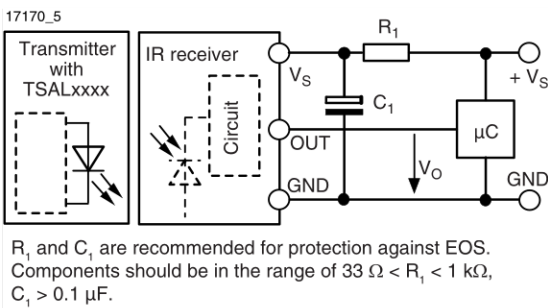 17170_5
Transmitter
with
TSALxxxx
IR receiver
Circuit
V_S
OUT
GND
R_1
C_1
V_O
µC
+ V_S
GND
R_1 and C_1 are recommended for protection against EOS.
Components should be in the range of 33 Ω < R_1 < 1 kΩ,
C_1 > 0.1 µF.